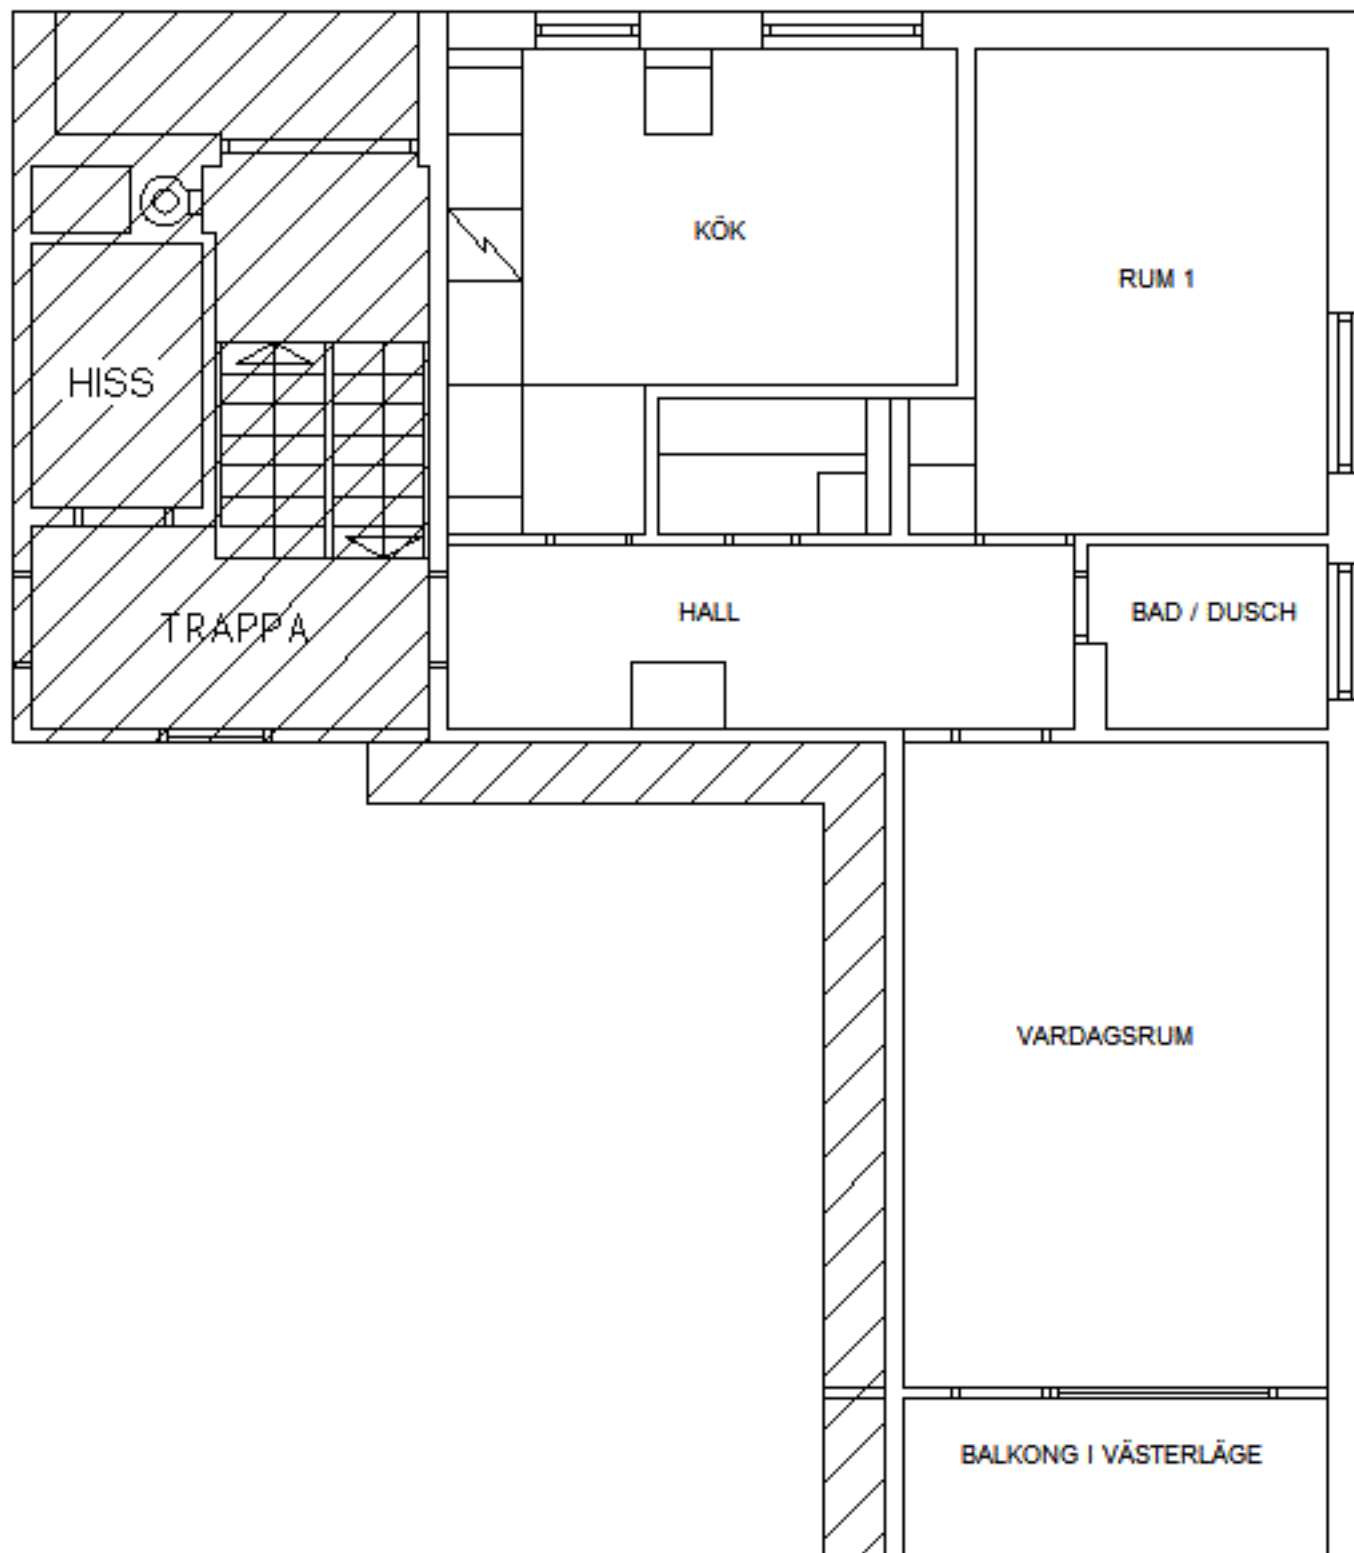 KÖK
RUM 1
HISS
HALL
BAD / DUSCH
TRAPPA
VARDAGSRUM
BALKONG I VÄSTERLÄGE